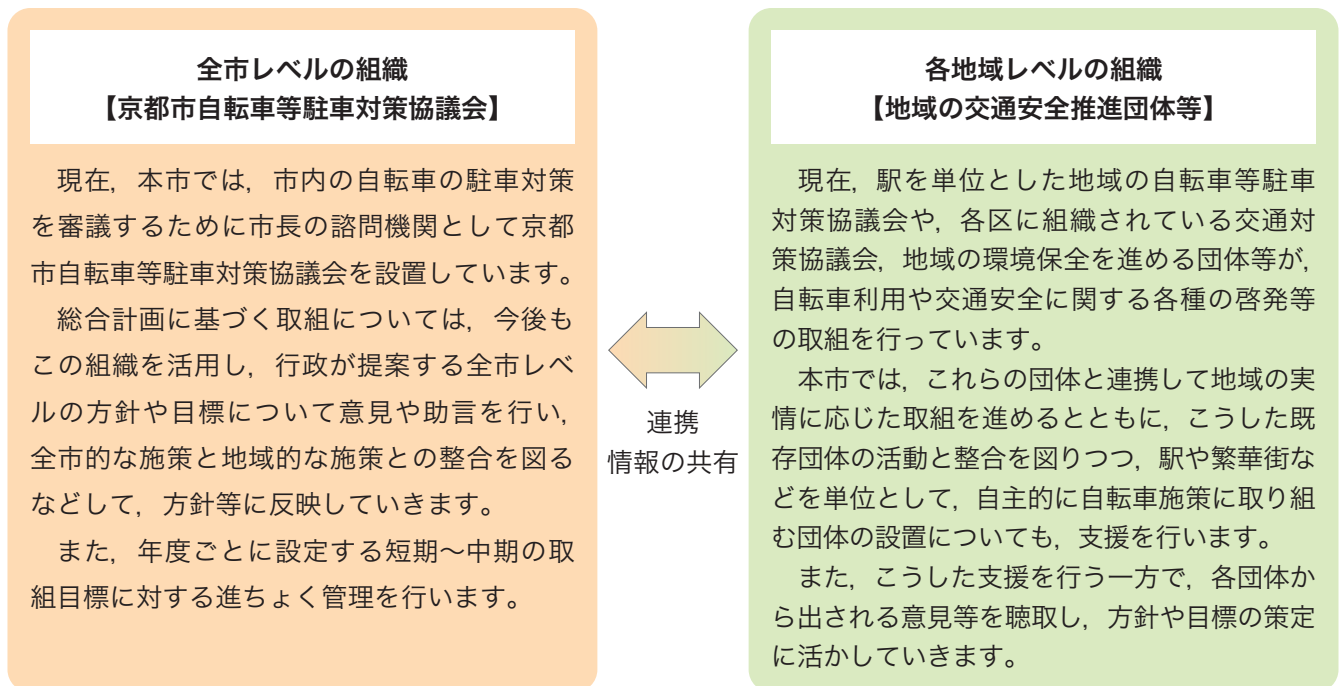 全市レベルの組織
【京都市自転車等駐車対策協議会】
現在，本市では，市内の自転車の駐車対策
を審議するために市長の諮問機関として京都
市自転車等駐車対策協議会を設置しています。
総合計画に基づく取組については，今後も
この組織を活用し，行政が提案する全市レベ
ルの方針や目標について意見や助言を行い，
全市的な施策と地域的な施策との整合を図る
などして，方針等に反映していきます。
また，年度ごとに設定する短期～中期の取
組目標に対する進ちょく管理を行います。
連携
情報の共有
各地域レベルの組織
【地域の交通安全推進団体等】
現在，駅を単位とした地域の自転車等駐車
対策協議会や，各区に組織されている交通対
策協議会，地域の環境保全を進める団体等が，
自転車利用や交通安全に関する各種の啓発等
の取組を行っています。
本市では，これらの団体と連携して地域の実
情に応じた取組を進めるとともに，こうした既
存団体の活動と整合を図りつつ，駅や繁華街な
どを単位として，自主的に自転車施策に取り組
む団体の設置についても，支援を行います。
また，こうした支援を行う一方で，各団体か
ら出される意見等を聴取し，方針や目標の策定
に活かしていきます。